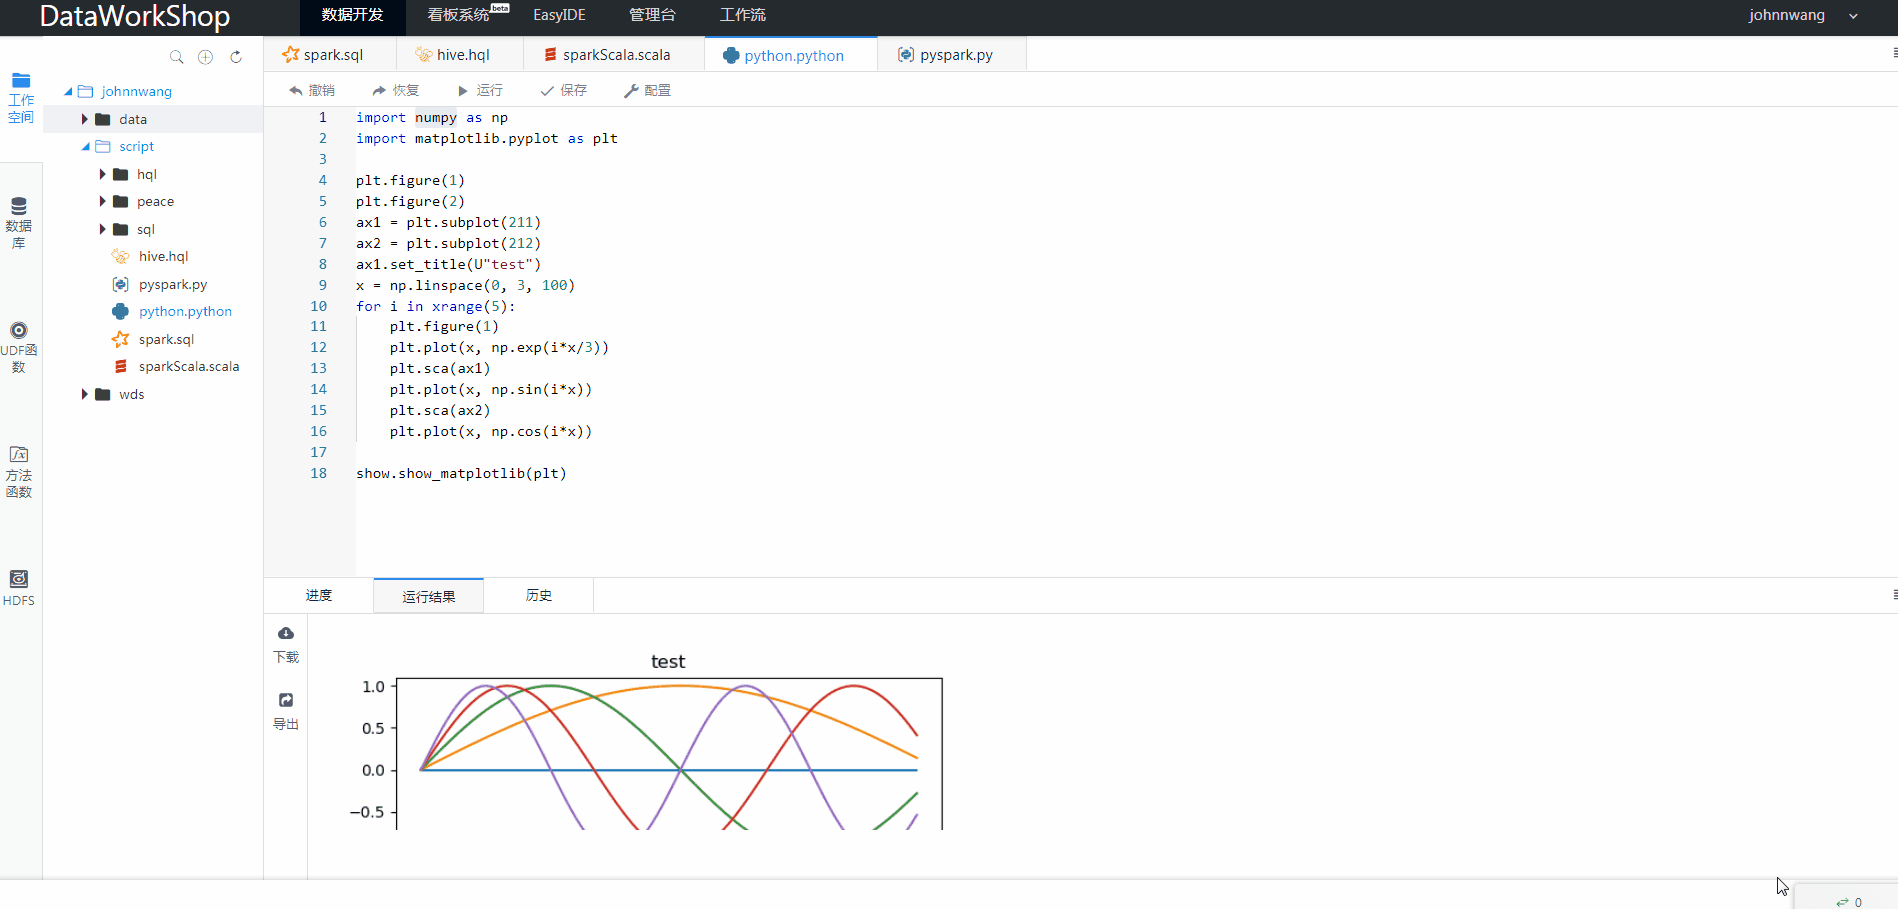 DataWorkShop
数据开发
看板系统 beta
EasyIDE
管理台
工作流
johnnwang
工作
空间
数据
库
UDF函
数
方法
函数
HDFS
johnnwang
data
script
hql
peace
sql
hive.hql
pyspark.py
python.python
spark.sql
sparkScala.scala
wds
spark.sql
hive.hql
sparkScala.scala
python.python
pyspark.py
撤销
恢复
运行
保存
配置
1 import numpy as np
2 import matplotlib.pyplot as plt
3
4 plt.figure(1)
5 plt.figure(2)
6 ax1 = plt.subplot(211)
7 ax2 = plt.subplot(212)
8 ax1.set_title(U"test")
9 x = np.linspace(0, 3, 100)
10 for i in xrange(5):
11     plt.figure(1)
12     plt.plot(x, np.exp(i*x/3))
13     plt.sca(ax1)
14     plt.plot(x, np.sin(i*x))
15     plt.sca(ax2)
16     plt.plot(x, np.cos(i*x))
17
18 show.show_matplotlib(plt)
进度
运行结果
历史
下载
导出
test
1.0
0.5
0.0
−0.5
0